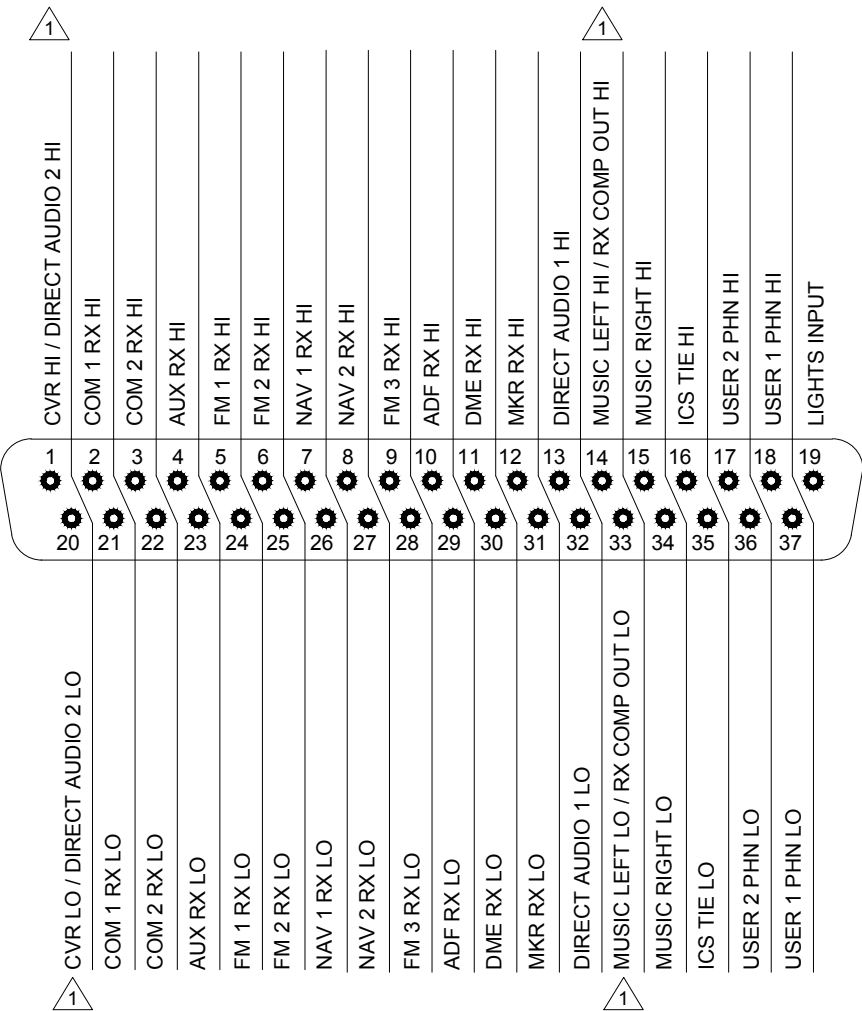 1 1
CVR HI / DIRECT AUDIO 2 HI
COM 1 RX HI
COM 2 RX HI
AUX RX HI
FM 1 RX HI
FM 2 RX HI
NAV 1 RX HI
NAV 2 RX HI
FM 3 RX HI
ADF RX HI
DME RX HI
MKR RX HI
DIRECT AUDIO 1 HI
MUSIC LEFT HI / RX COMP OUT HI
MUSIC RIGHT HI
ICS TIE HI
USER 2 PHN HI
USER 1 PHN HI
LIGHTS INPUT
1 2 3 4 5 6 7 8 9 10 11 12 13 14 15 16 17 18 19
20 21 22 23 24 25 26 27 28 29 30 31 32 33 34 35 36 37
CVR LO / DIRECT AUDIO 2 LO
COM 1 RX LO
COM 2 RX LO
AUX RX LO
FM 1 RX LO
FM 2 RX LO
NAV 1 RX LO
NAV 2 RX LO
FM 3 RX LO
ADF RX LO
DME RX LO
MKR RX LO
DIRECT AUDIO 1 LO
MUSIC LEFT LO / RX COMP OUT LO
MUSIC RIGHT LO
ICS TIE LO
USER 2 PHN LO
USER 1 PHN LO
1 1